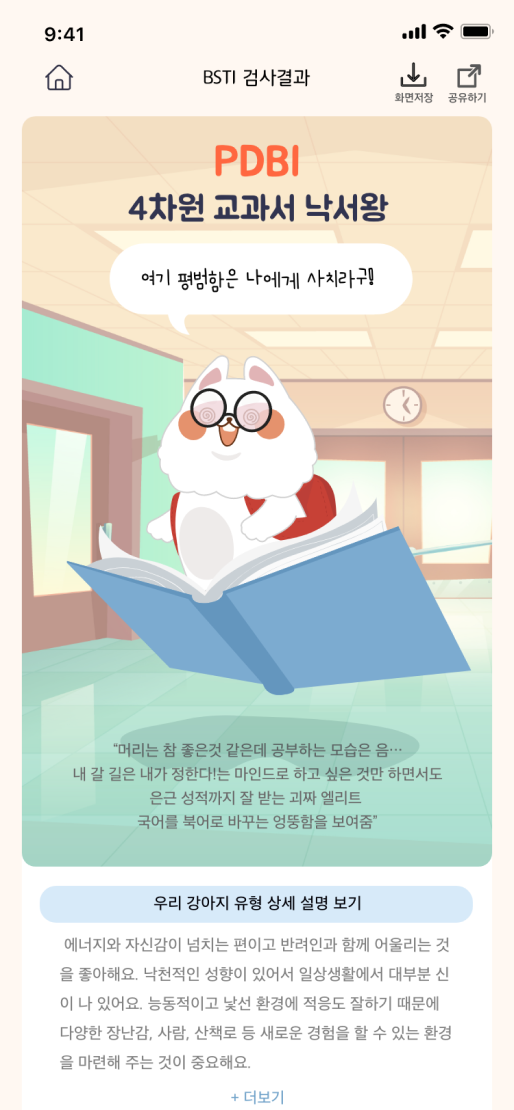 9:41
BSTI 검사결과
화면저장
공유하기
PDBI
4차원 교과서 낙서왕
여기 평범함은 나에게 사치라구!
“머리는 참 좋은것 같은데 공부하는 모습은 음…
내 갈 길은 내가 정한다!는 마인드로 하고 싶은 것만 하면서도
은근 성적까지 잘 받는 괴짜 엘리트
국어를 북어로 바꾸는 엉뚱함을 보여줌”
우리 강아지 유형 상세 설명 보기
에너지와 자신감이 넘치는 편이고 반려인과 함께 어울리는 것
을 좋아해요. 낙천적인 성향이 있어서 일상생활에서 대부분 신
이 나 있어요. 능동적이고 낯선 환경에 적응도 잘하기 때문에
다양한 장난감, 사람, 산책로 등 새로운 경험을 할 수 있는 환경
을 마련해 주는 것이 중요해요.
+ 더보기